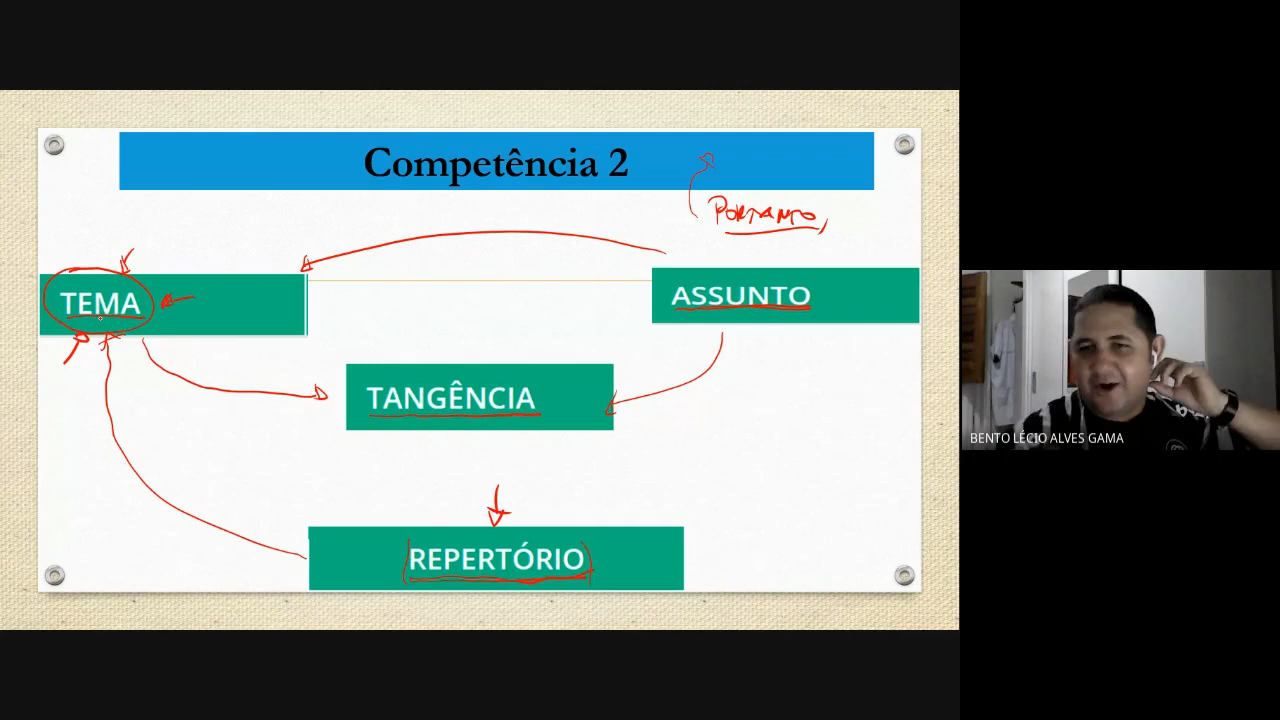 Competência 2
PORTANTO,
TEMA
ASSUNTO
TANGÊNCIA
REPERTÓRIO
BENTO LÉCIO ALVES GAMA